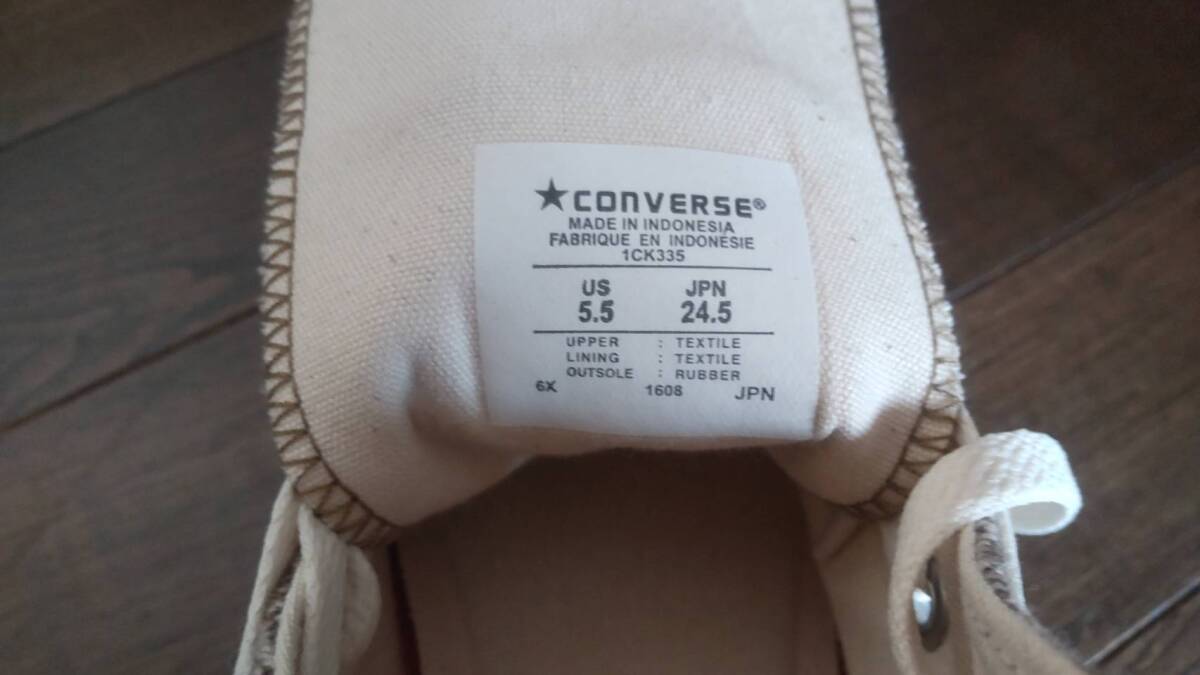 ★CONVERSE®
MADE IN INDONESIA
FABRIQUE EN INDONÉSIE
1CK335
US JPN
5.5 24.5
UPPER : TEXTILE
LINING : TEXTILE
OUTSOLE : RUBBER
6X 1608 JPN